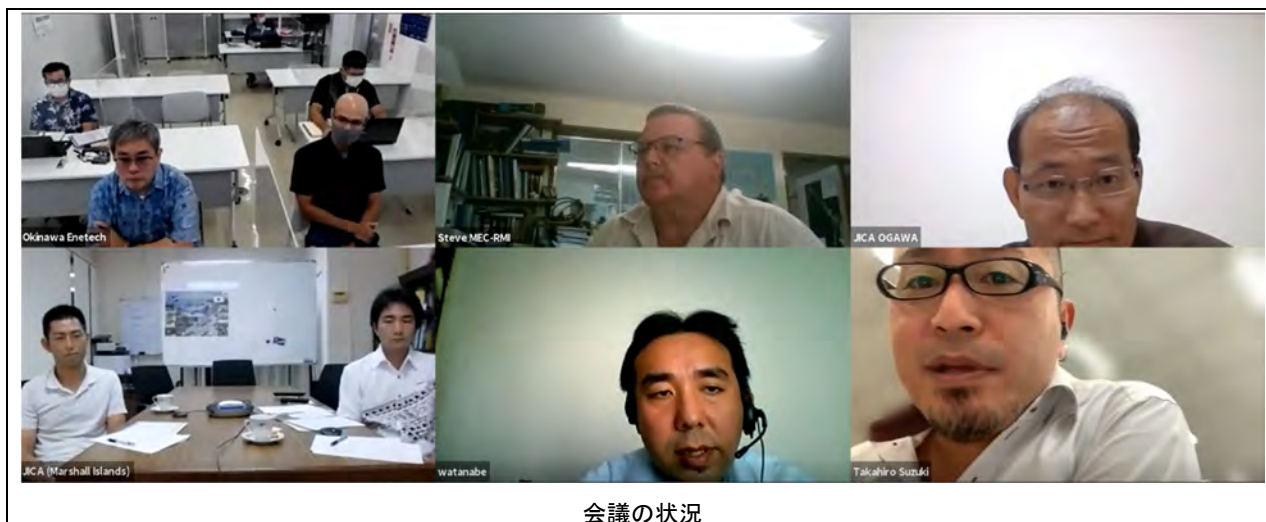 Okinawa Enetech
Steve MEC-RMI
JICA OGAWA
JICA (Marshall Islands)
watanabe
Takahiro Suzuki
会議の状況